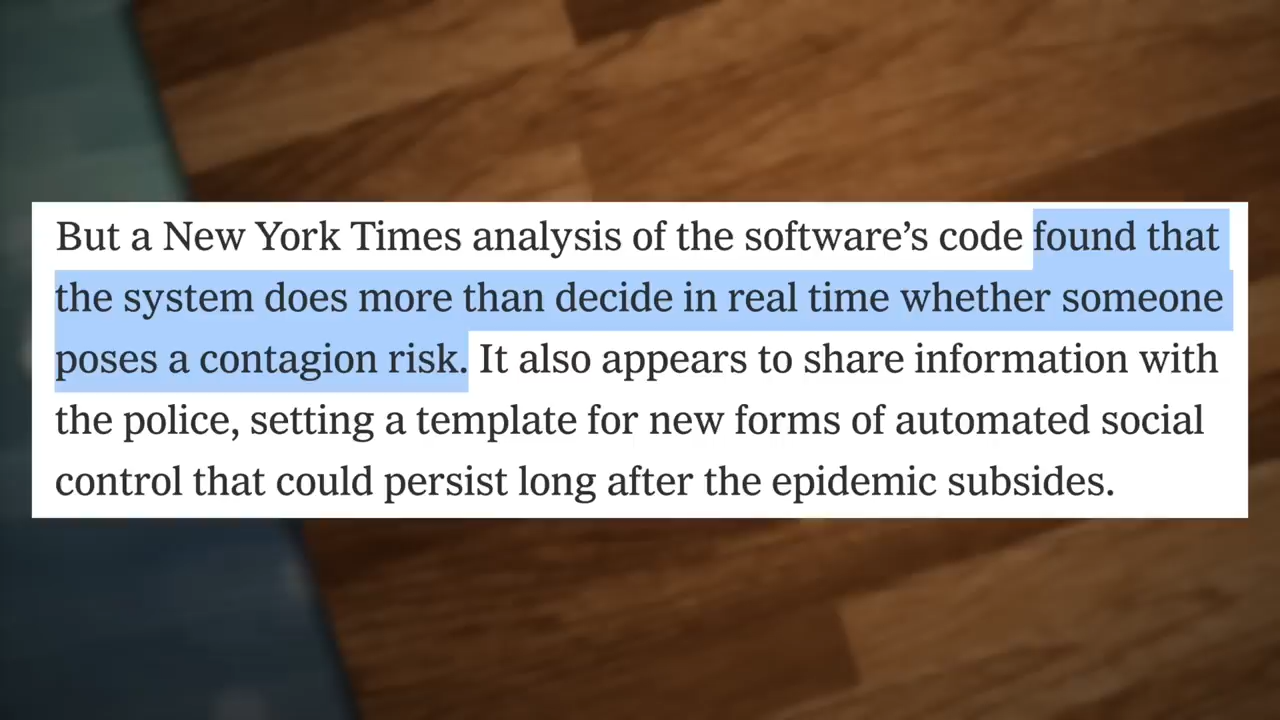 But a New York Times analysis of the software’s code found that
the system does more than decide in real time whether someone
poses a contagion risk. It also appears to share information with
the police, setting a template for new forms of automated social
control that could persist long after the epidemic subsides.